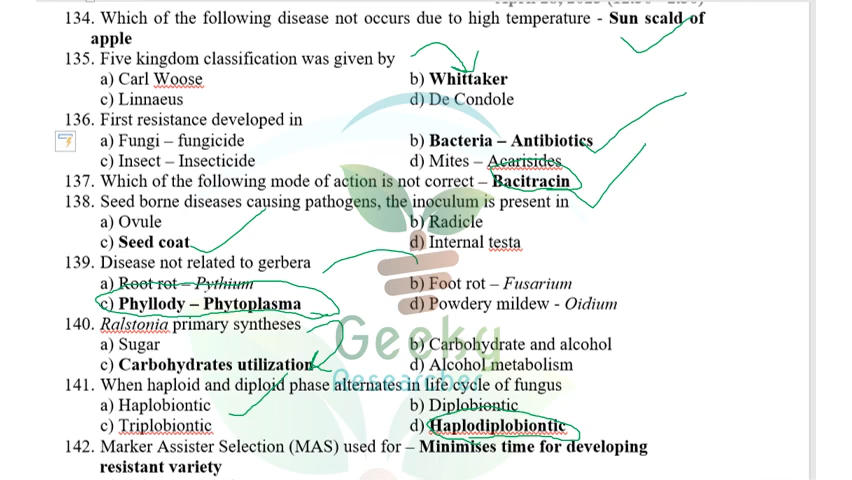 134. Which of the following disease not occurs due to high temperature - Sun scald of
apple
135. Five kingdom classification was given by
a) Carl Woose b) Whittaker
c) Linnaeus d) De Condole
136. First resistance developed in
a) Fungi – fungicide b) Bacteria – Antibiotics
c) Insect – Insecticide d) Mites – Acarisides
137. Which of the following mode of action is not correct – Bacitracin
138. Seed borne diseases causing pathogens, the inoculum is present in
a) Ovule b) Radicle
c) Seed coat d) Internal testa
139. Disease not related to gerbera
a) Root rot – Pythium b) Foot rot – Fusarium
c) Phyllody – Phytoplasma d) Powdery mildew - Oidium
140. Ralstonia primary syntheses
a) Sugar b) Carbohydrate and alcohol
c) Carbohydrates utilization d) Alcohol metabolism
141. When haploid and diploid phase alternates in life cycle of fungus
a) Haplobiontic b) Diplobiontic
c) Triplobiontic d) Haplodiplobiontic
142. Marker Assister Selection (MAS) used for – Minimises time for developing
resistant variety
Geeky
Researcher